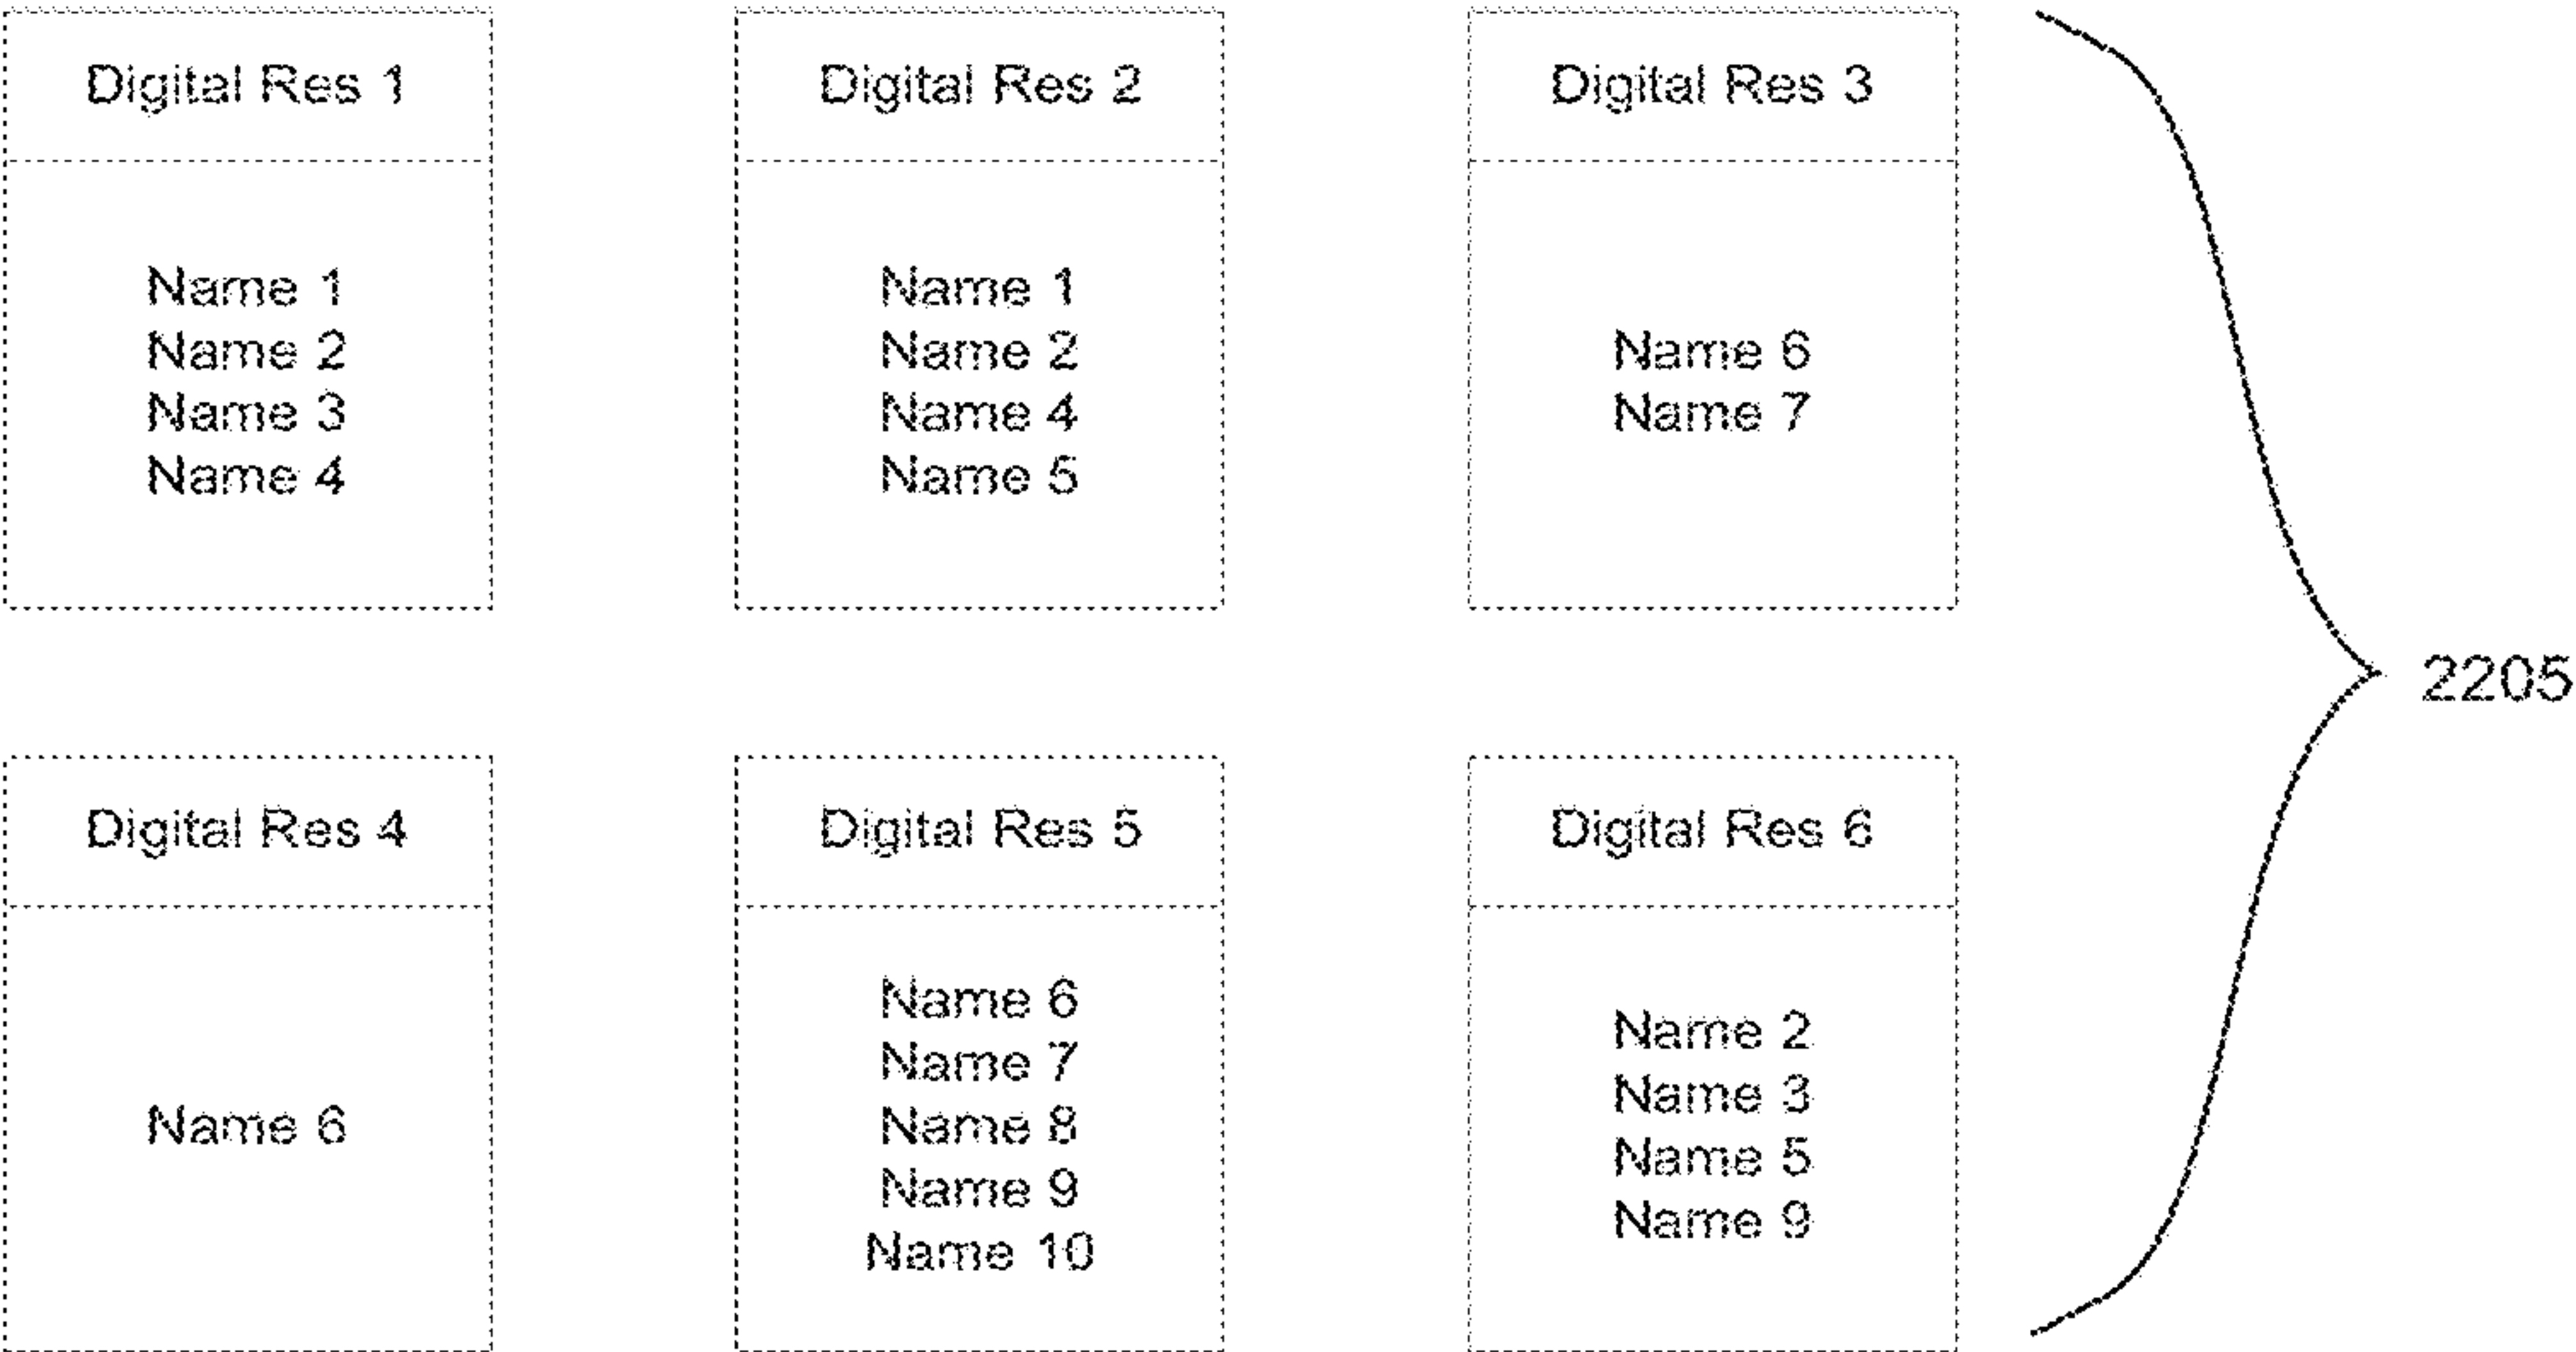 Digital Res 1
Name 1
Name 2
Name 3
Name 4
Digital Res 2
Name 1
Name 2
Name 4
Name 5
Digital Res 3
Name 6
Name 7
2205
Digital Res 4
Name 6
Digital Res 5
Name 6
Name 7
Name 8
Name 9
Name 10
Digital Res 6
Name 2
Name 3
Name 5
Name 9